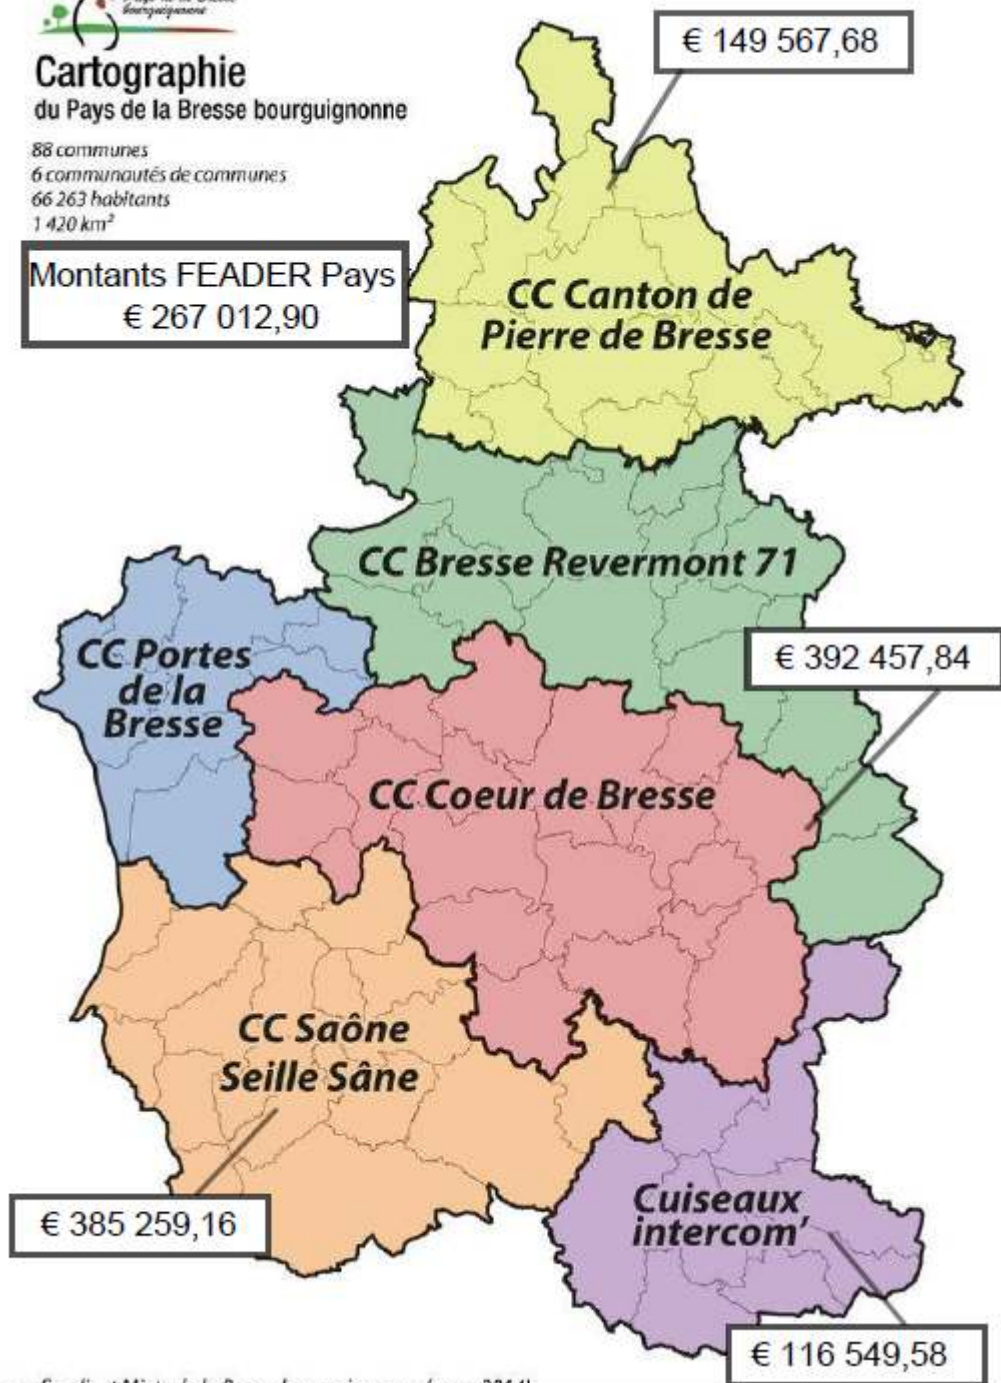 bourguignonne
Cartographie
du Pays de la Bresse bourguignonne
88 communes
6 communautés de communes
66 263 habitants
1 420 km²
Montants FEADER Pays
€ 267 012,90
€ 149 567,68
CC Canton de
Pierre de Bresse
CC Bresse Revermont 71
CC Portes
de la
Bresse
€ 392 457,84
CC Coeur de Bresse
CC Saône
Seille Sâne
€ 385 259,16
Cuiseaux
intercom'
€ 116 549,58